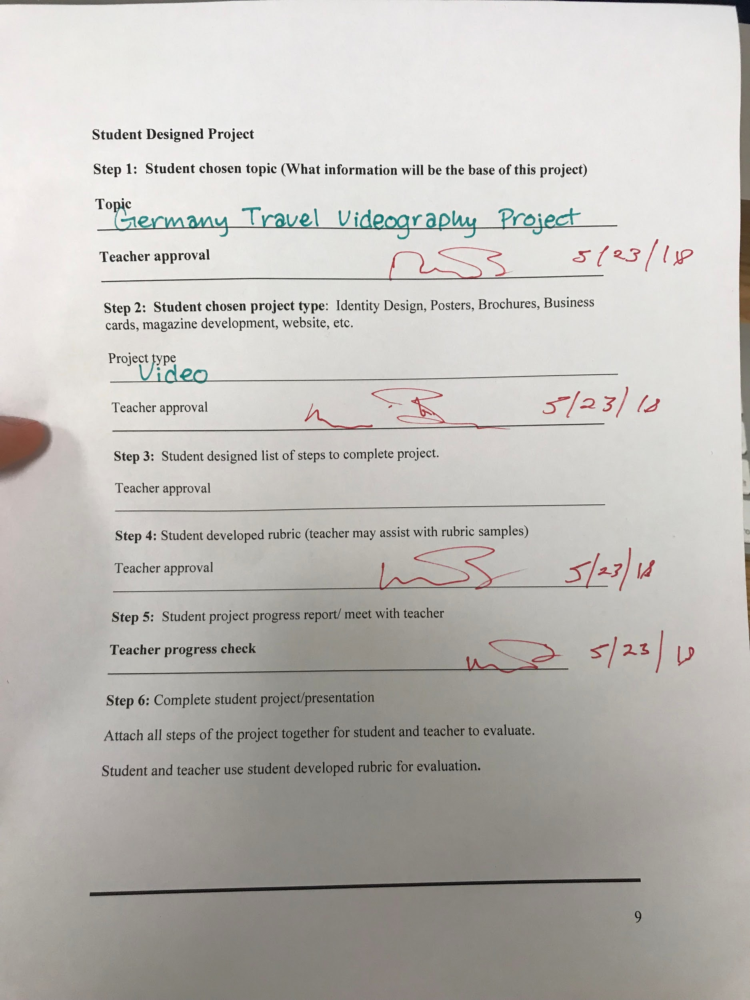 Student Designed Project
Step 1: Student chosen topic (What information will be the base of this project)
Topic
Germany Travel Videography Project
Teacher approval
5/23/18
Step 2: Student chosen project type: Identity Design, Posters, Brochures, Business
cards, magazine development, website, etc.
Project type
Video
Teacher approval
5/23/18
Step 3: Student designed list of steps to complete project.
Teacher approval
Step 4: Student developed rubric (teacher may assist with rubric samples)
Teacher approval
5/23/18
Step 5: Student project progress report/ meet with teacher
Teacher progress check
5/23/18
Step 6: Complete student project/presentation
Attach all steps of the project together for student and teacher to evaluate.
Student and teacher use student developed rubric for evaluation.
9